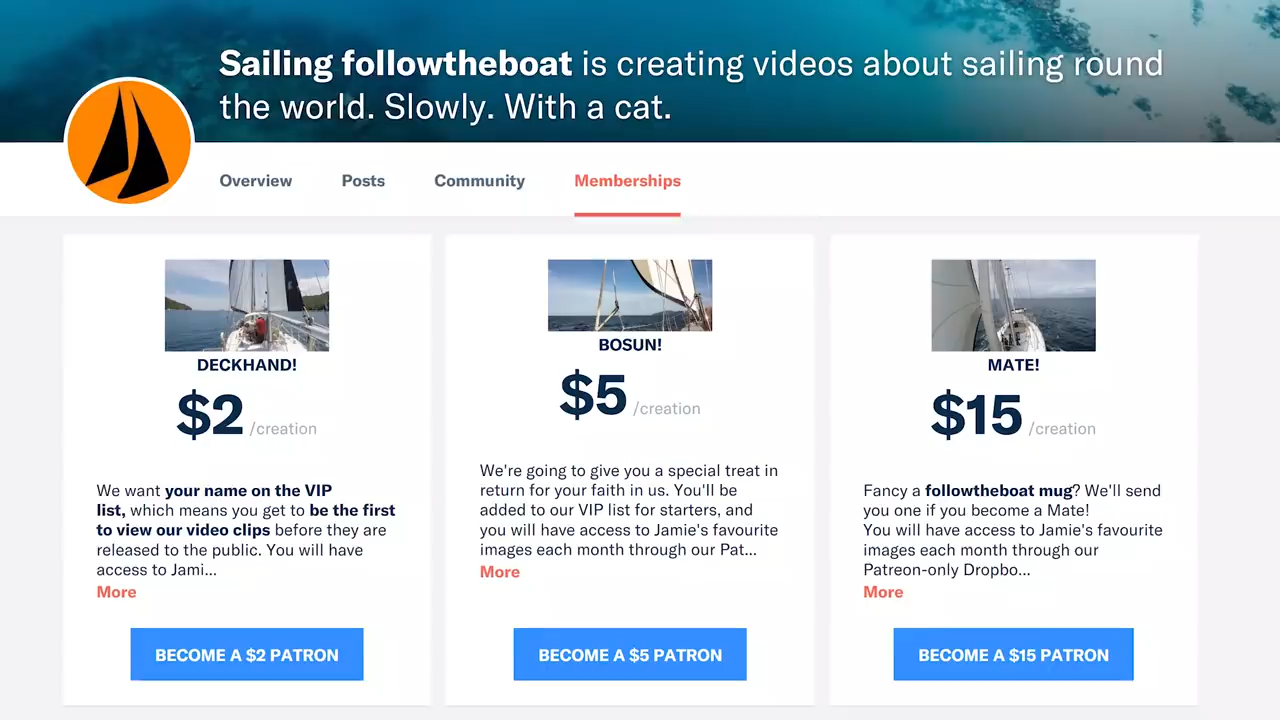 Sailing followtheboat is creating videos about sailing round
the world. Slowly. With a cat.
Overview Posts Community Memberships
DECKHAND!
$2 /creation
We want your name on the VIP
list, which means you get to be the first
to view our video clips before they are
released to the public. You will have
access to Jami...
More
BECOME A $2 PATRON
BOSUN!
$5 /creation
We're going to give you a special treat in
return for your faith in us. You'll be
added to our VIP list for starters, and
you will have access to Jamie's favourite
images each month through our Pat...
More
BECOME A $5 PATRON
MATE!
$15 /creation
Fancy a followtheboat mug? We'll send
you one if you become a Mate!
You will have access to Jamie's favourite
images each month through our
Patreon-only Dropbo...
More
BECOME A $15 PATRON